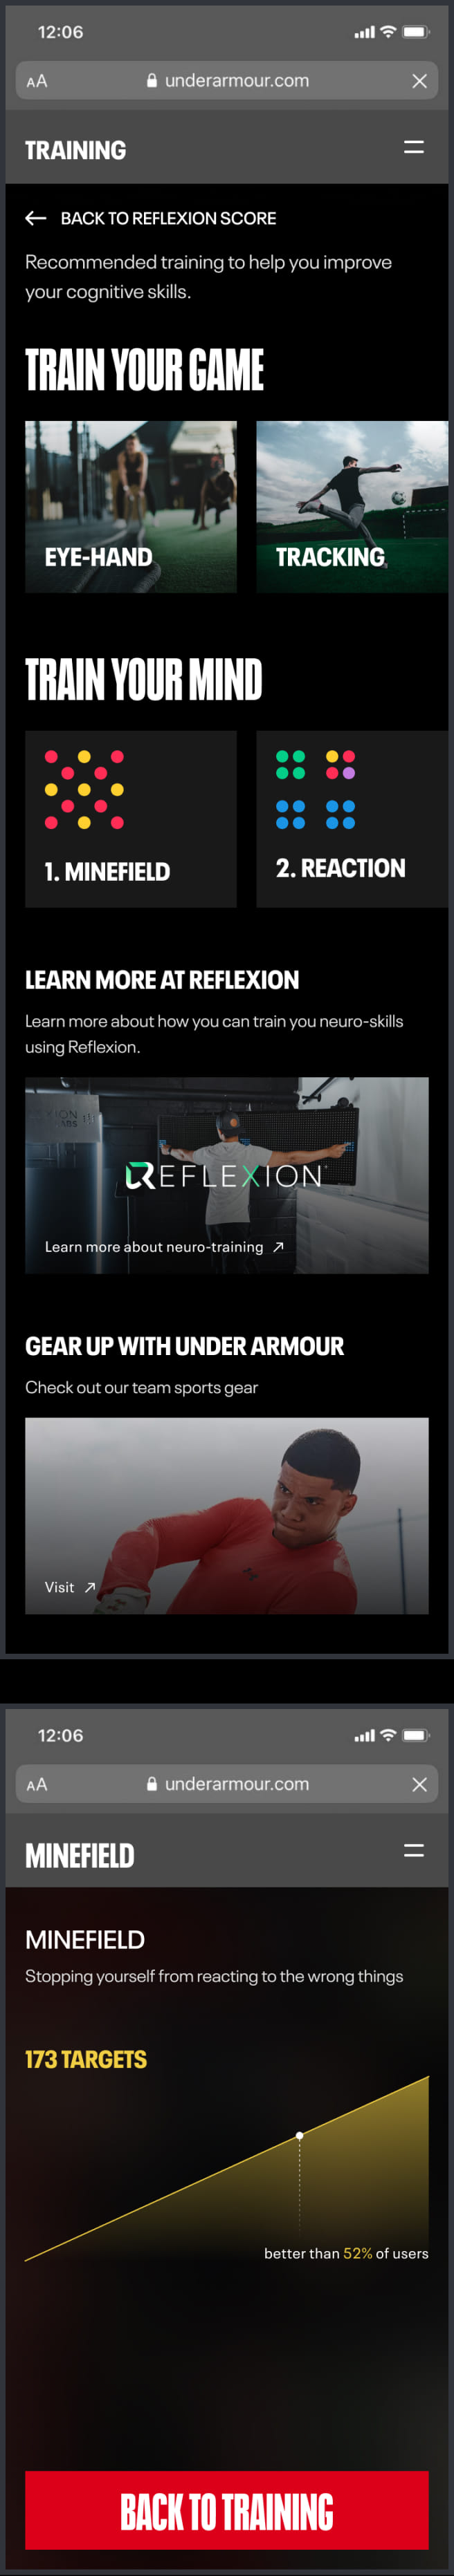 12:06
AA underarmour.com
TRAINING
BACK TO REFLEXION SCORE
Recommended training to help you improve
your cognitive skills.
TRAIN YOUR GAME
EYE-HAND
TRACKING
TRAIN YOUR MIND
1. MINEFIELD
2. REACTION
LEARN MORE AT REFLEXION
Learn more about how you can train you neuro-skills
using Reflexion.
REFLEXION
Learn more about neuro-training
GEAR UP WITH UNDER ARMOUR
Check out our team sports gear
Visit
12:06
AA underarmour.com
MINEFIELD
MINEFIELD
Stopping yourself from reacting to the wrong things
173 TARGETS
better than 52% of users
BACK TO TRAINING